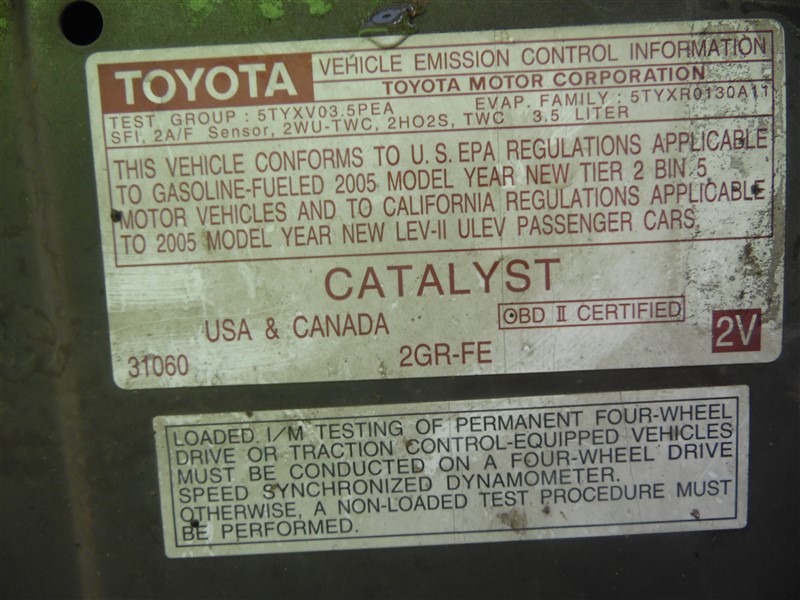 TOYOTA VEHICLE EMISSION CONTROL INFORMATION
TOYOTA MOTOR CORPORATION
TEST GROUP : 5TYXV03.5PEA EVAP. FAMILY : 5TYXR0130A11
SFI, 2A/F Sensor, 2WU-TWC, 2HO2S, TWC 3.5 LITER
THIS VEHICLE CONFORMS TO U.S. EPA REGULATIONS APPLICABLE
TO GASOLINE-FUELED 2005 MODEL YEAR NEW TIER 2 BIN 5
MOTOR VEHICLES AND TO CALIFORNIA REGULATIONS APPLICABLE
TO 2005 MODEL YEAR NEW LEV-II ULEV PASSENGER CARS
CATALYST
USA & CANADA
OBD II CERTIFIED
31060
2GR-FE
2V
LOADED I/M TESTING OF PERMANENT FOUR-WHEEL
DRIVE OR TRACTION CONTROL-EQUIPPED VEHICLES
MUST BE CONDUCTED ON A FOUR-WHEEL DRIVE
SPEED SYNCHRONIZED DYNAMOMETER.
OTHERWISE, A NON-LOADED TEST PROCEDURE MUST
BE PERFORMED.